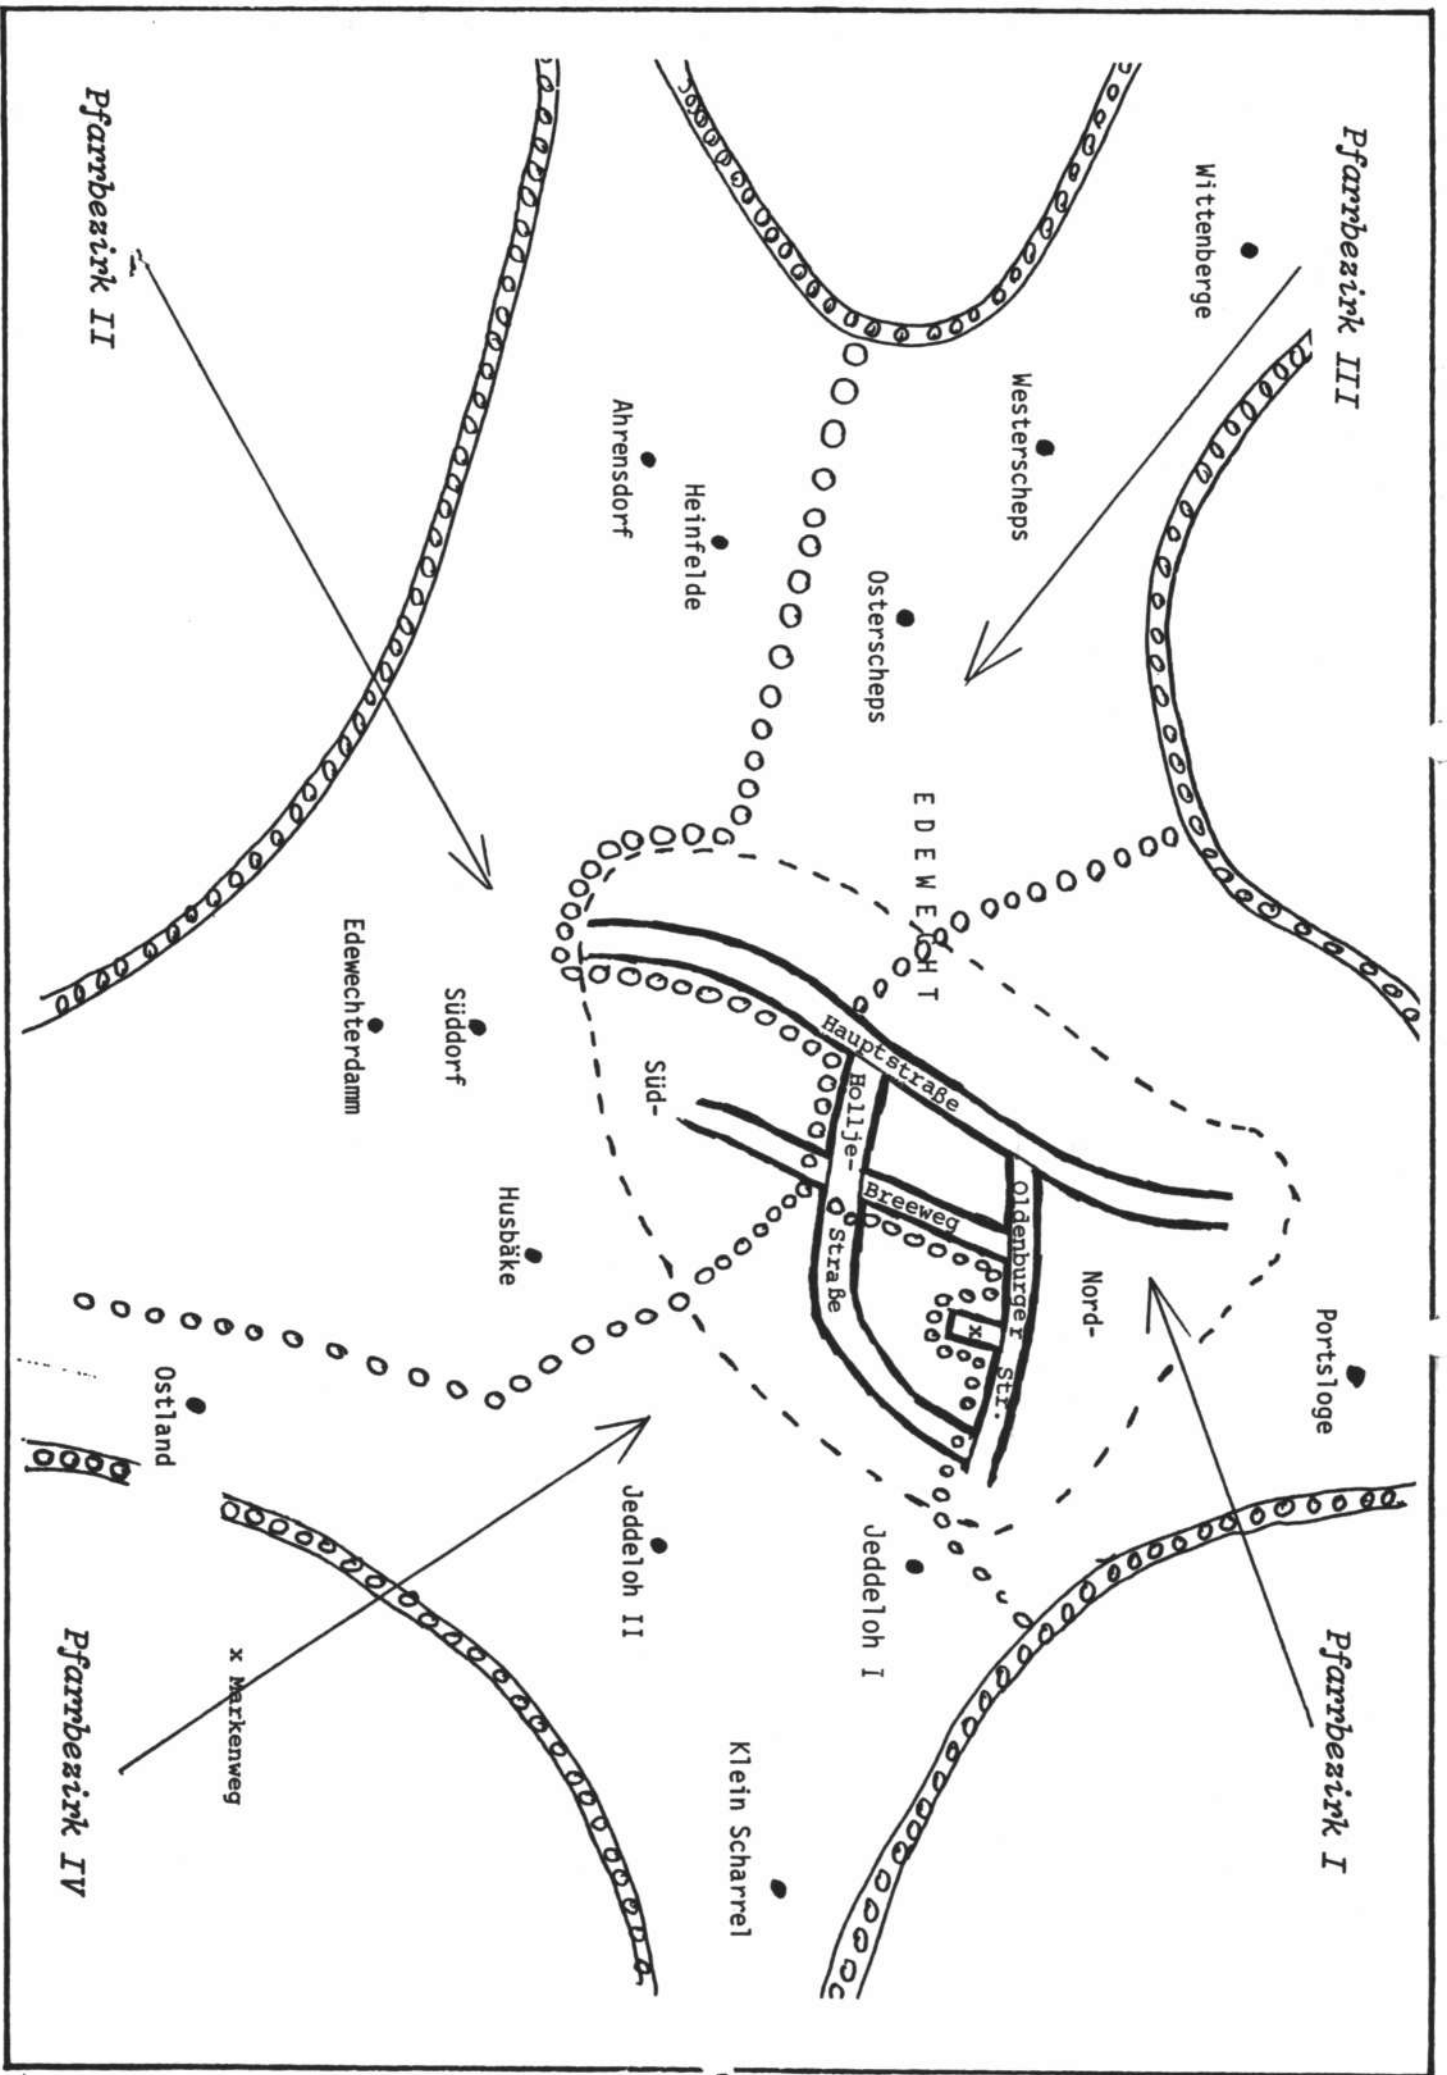 Pfarrbezirk III
Pfarrbezirk I
Wittenberge
Portsloge
Westerscheps
Osterscheps
EDEWECHT
Nord-
Oldenburger Str.
Hauptstraße
Breeweg
Hollje-
Straße
x
Jeddeloh I
Klein Scharrel
Heinfelde
Ahrensdorf
Süd-
Jeddeloh II
Husbäke
Süddorf
Edewechterdamm
x Markenweg
Ostland
Pfarrbezirk II
Pfarrbezirk IV